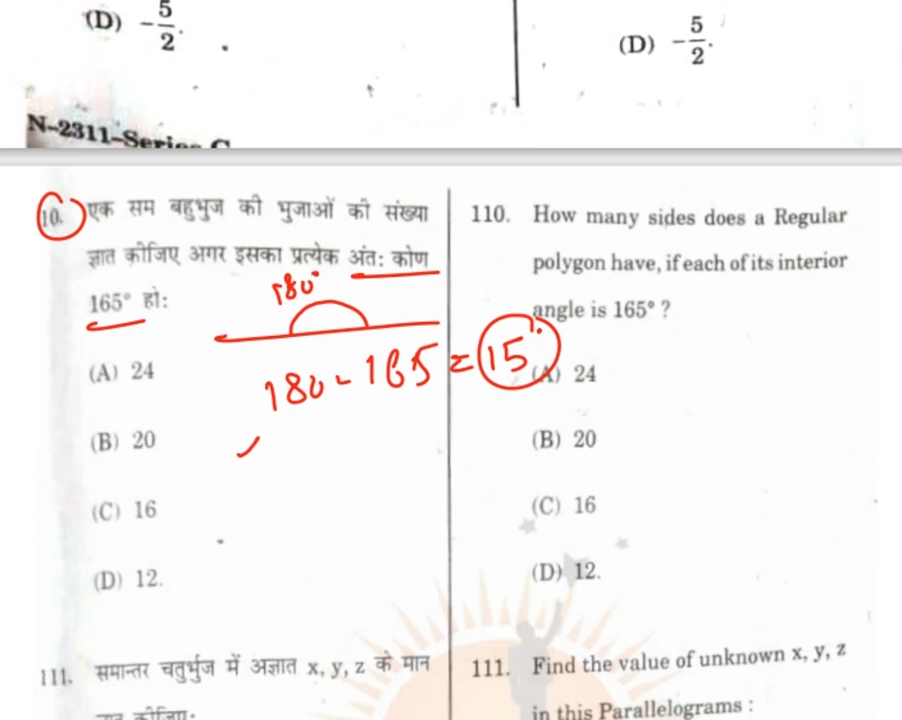 (D) -5/2.
(D) -5/2.
N-2311-Series C
10. एक सम बहुभुज की भुजाओं की संख्या
ज्ञात कीजिए अगर इसका प्रत्येक अंत: कोण
165° हो:
180°
180 - 165 = 15°
(A) 24
(B) 20
(C) 16
(D) 12.
110. How many sides does a Regular
polygon have, if each of its interior
angle is 165° ?
(A) 24
(B) 20
(C) 16
(D) 12.
111. समान्तर चतुर्भुज में अज्ञात x, y, z के मान
ज्ञात कीजिए:
111. Find the value of unknown x, y, z
in this Parallelograms :